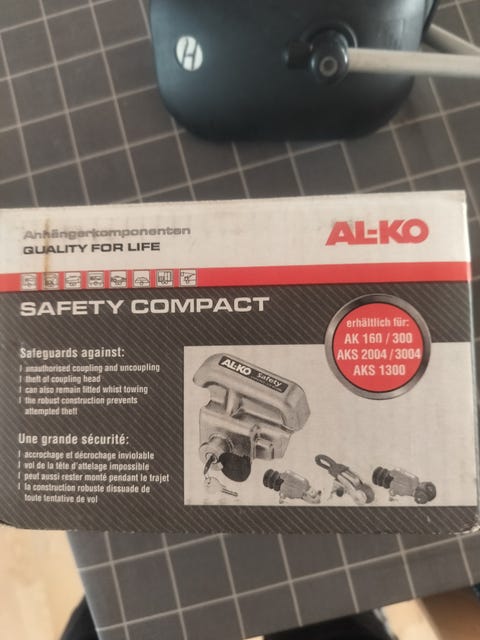 Anhängerkomponenten
QUALITY FOR LIFE
AL-KO
SAFETY COMPACT
erhältlich für:
AK 160 / 300
AKS 2004 / 3004
AKS 1300
Safeguards against:
unauthorised coupling and uncoupling
theft of coupling head
can also remain fitted whist towing
the robust construction prevents
attempted theft
AL-KO safety
Une grande sécurité:
accrochage et décrochage inviolable
vol de la tête d'attelage impossible
peut aussi rester monté pendant le trajet
la construction robuste dissuade de
toute tentative de vol